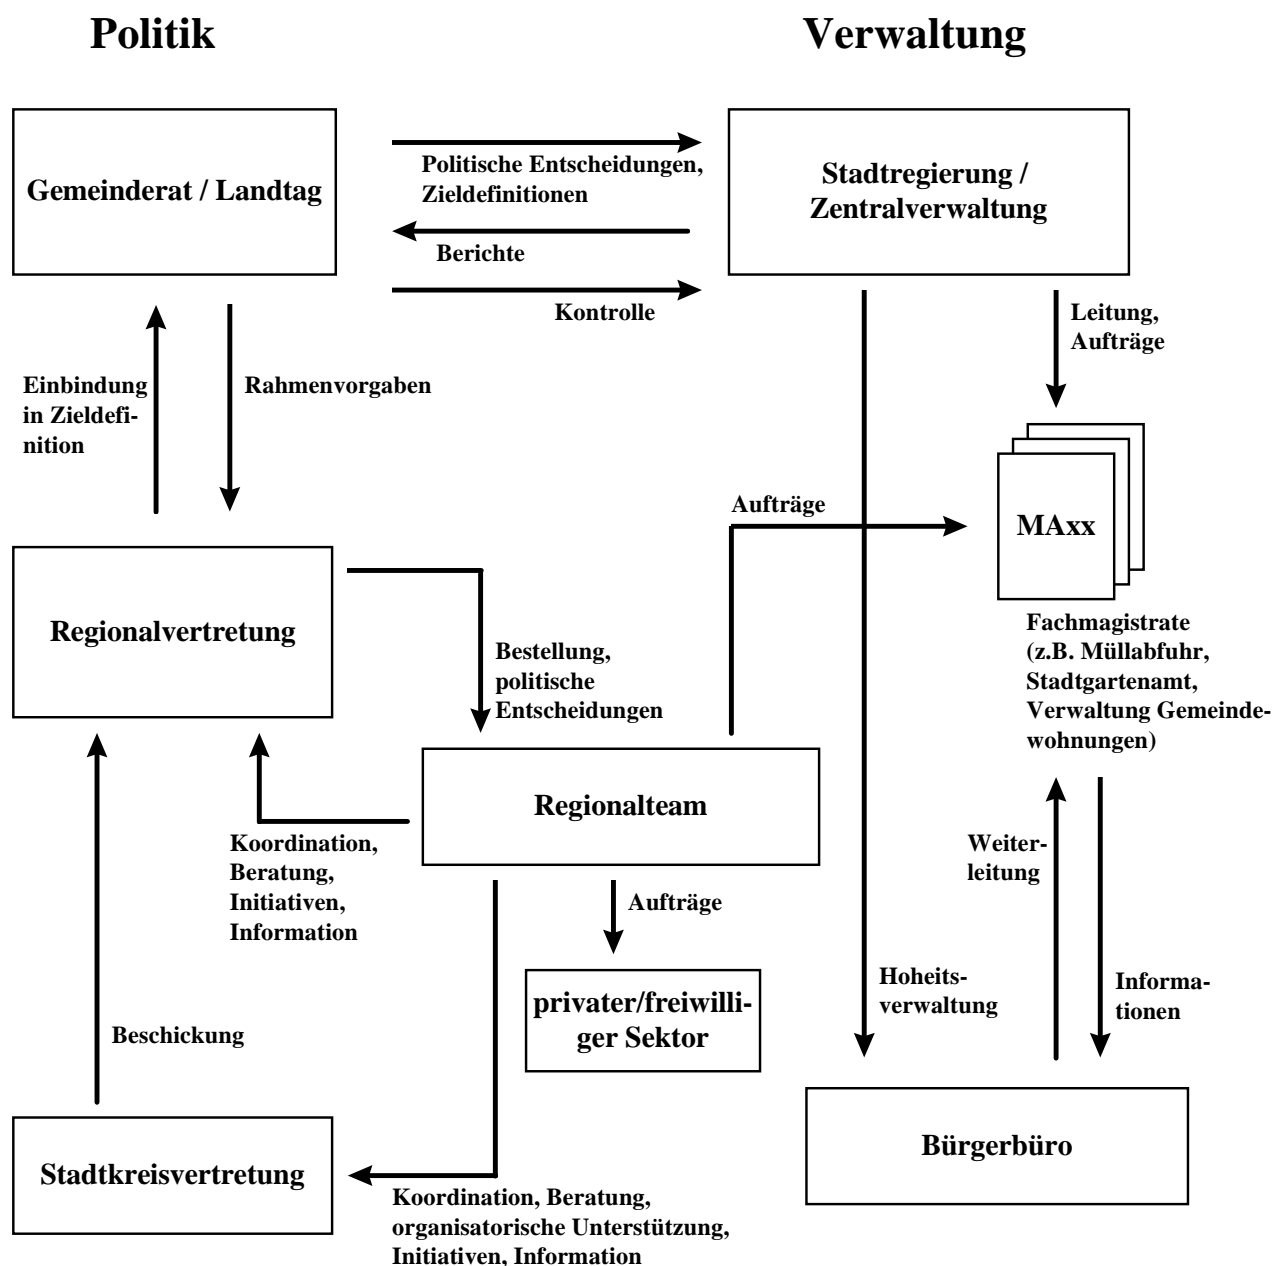 Politik
Verwaltung
Gemeinderat / Landtag
Politische Entscheidungen,
Zieldefinitionen
Berichte
Kontrolle
Stadtregierung /
Zentralverwaltung
Einbindung
in Zieldefi-
nition
Rahmenvorgaben
Leitung,
Aufträge
Aufträge
MAxx
Fachmagistrate
(z.B. Müllabfuhr,
Stadtgartenamt,
Verwaltung Gemeinde-
wohnungen)
Regionalvertretung
Bestellung,
politische
Entscheidungen
Regionalteam
Koordination,
Beratung,
Initiativen,
Information
Aufträge
privater/freiwilli-
ger Sektor
Weiter-
leitung
Hoheits-
verwaltung
Informa-
tionen
Beschickung
Stadtkreisvertretung
Koordination, Beratung,
organisatorische Unterstützung,
Initiativen, Information
Bürgerbüro